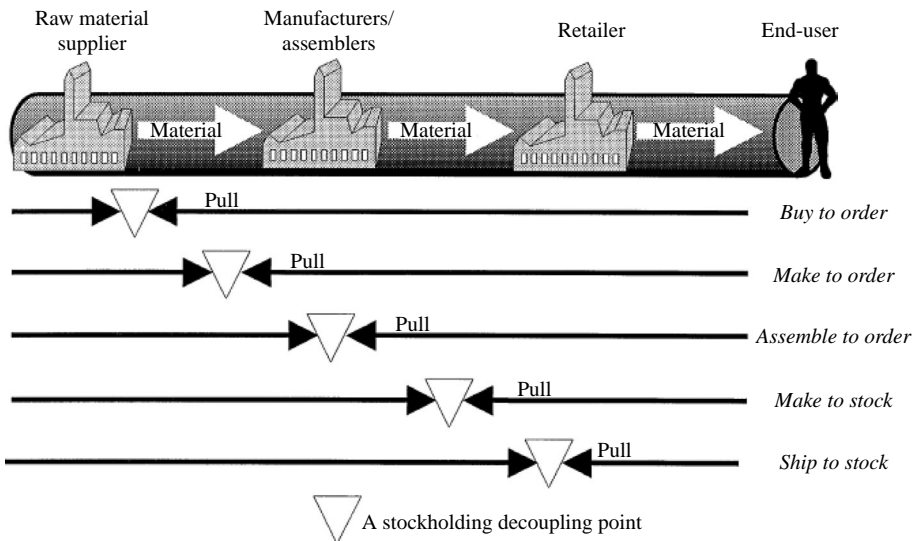 Raw material
supplier
Manufacturers/
assemblers
Retailer
End-user
Material
Material
Material
Pull
Buy to order
Pull
Make to order
Pull
Assemble to order
Pull
Make to stock
Pull
Ship to stock
A stockholding decoupling point